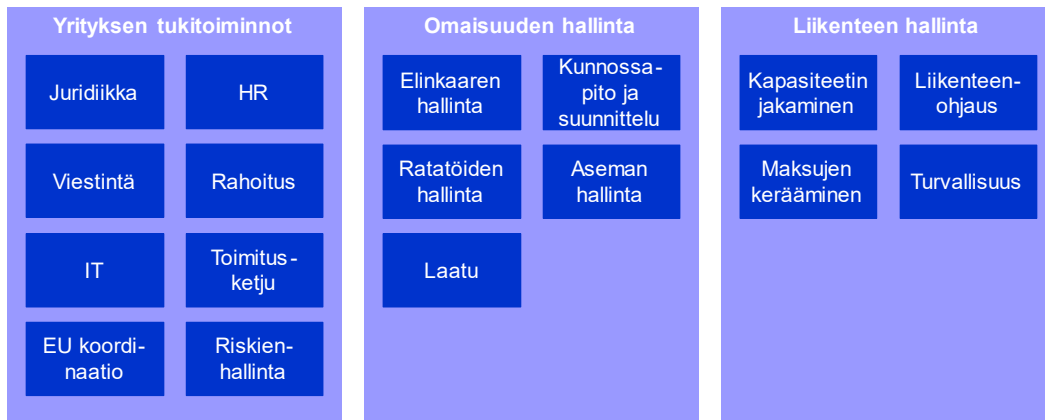 Yrityksen tukitoiminnot
Juridiikka
HR
Viestintä
Rahoitus
IT
Toimitus-
ketju
EU koordi-
naatio
Riskien-
hallinta
Omaisuuden hallinta
Elinkaaren
hallinta
Kunnossa-
pito ja
suunnittelu
Ratatöiden
hallinta
Aseman
hallinta
Laatu
Liikenteen hallinta
Kapasiteetin
jakaminen
Liikenteen-
ohjaus
Maksujen
kerääminen
Turvallisuus